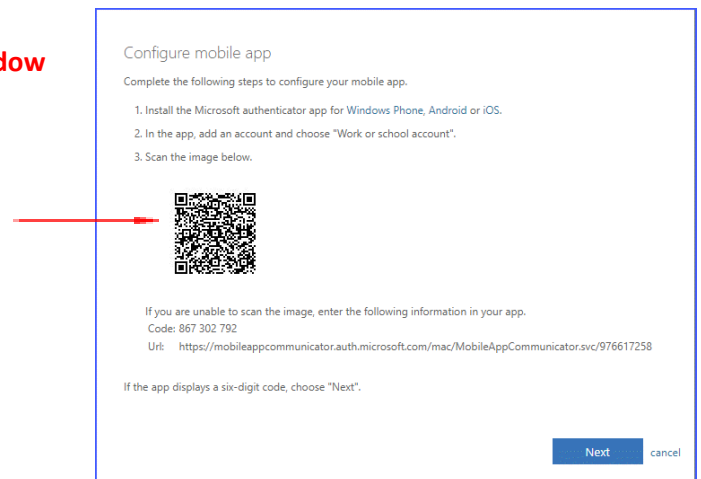 dow
Configure mobile app
Complete the following steps to configure your mobile app.
1. Install the Microsoft authenticator app for Windows Phone, Android or iOS.
2. In the app, add an account and choose "Work or school account".
3. Scan the image below.
If you are unable to scan the image, enter the following information in your app.
Code: 867 302 792
Url: https://mobileappcommunicator.auth.microsoft.com/mac/MobileAppCommunicator.svc/976617258
If the app displays a six-digit code, choose "Next".
Next cancel